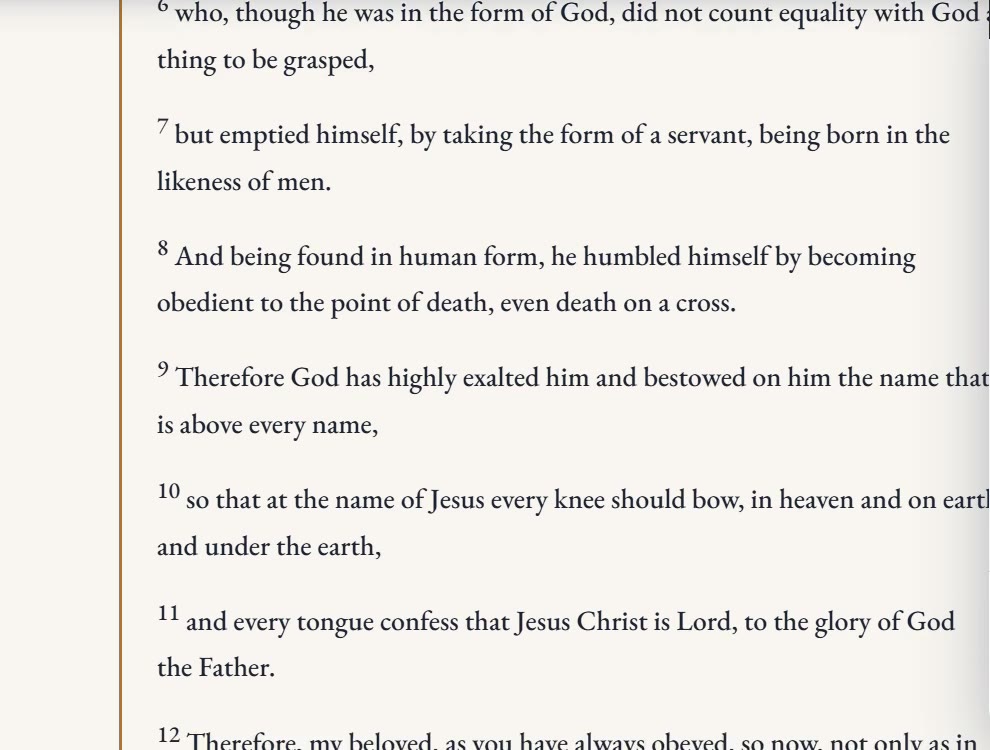 6 who, though he was in the form of God, did not count equality with God
thing to be grasped,
7 but emptied himself, by taking the form of a servant, being born in the
likeness of men.
8 And being found in human form, he humbled himself by becoming
obedient to the point of death, even death on a cross.
9 Therefore God has highly exalted him and bestowed on him the name that
is above every name,
10 so that at the name of Jesus every knee should bow, in heaven and on earth
and under the earth,
11 and every tongue confess that Jesus Christ is Lord, to the glory of God
the Father.
12 Therefore, my beloved, as you have always obeyed, so now, not only as in